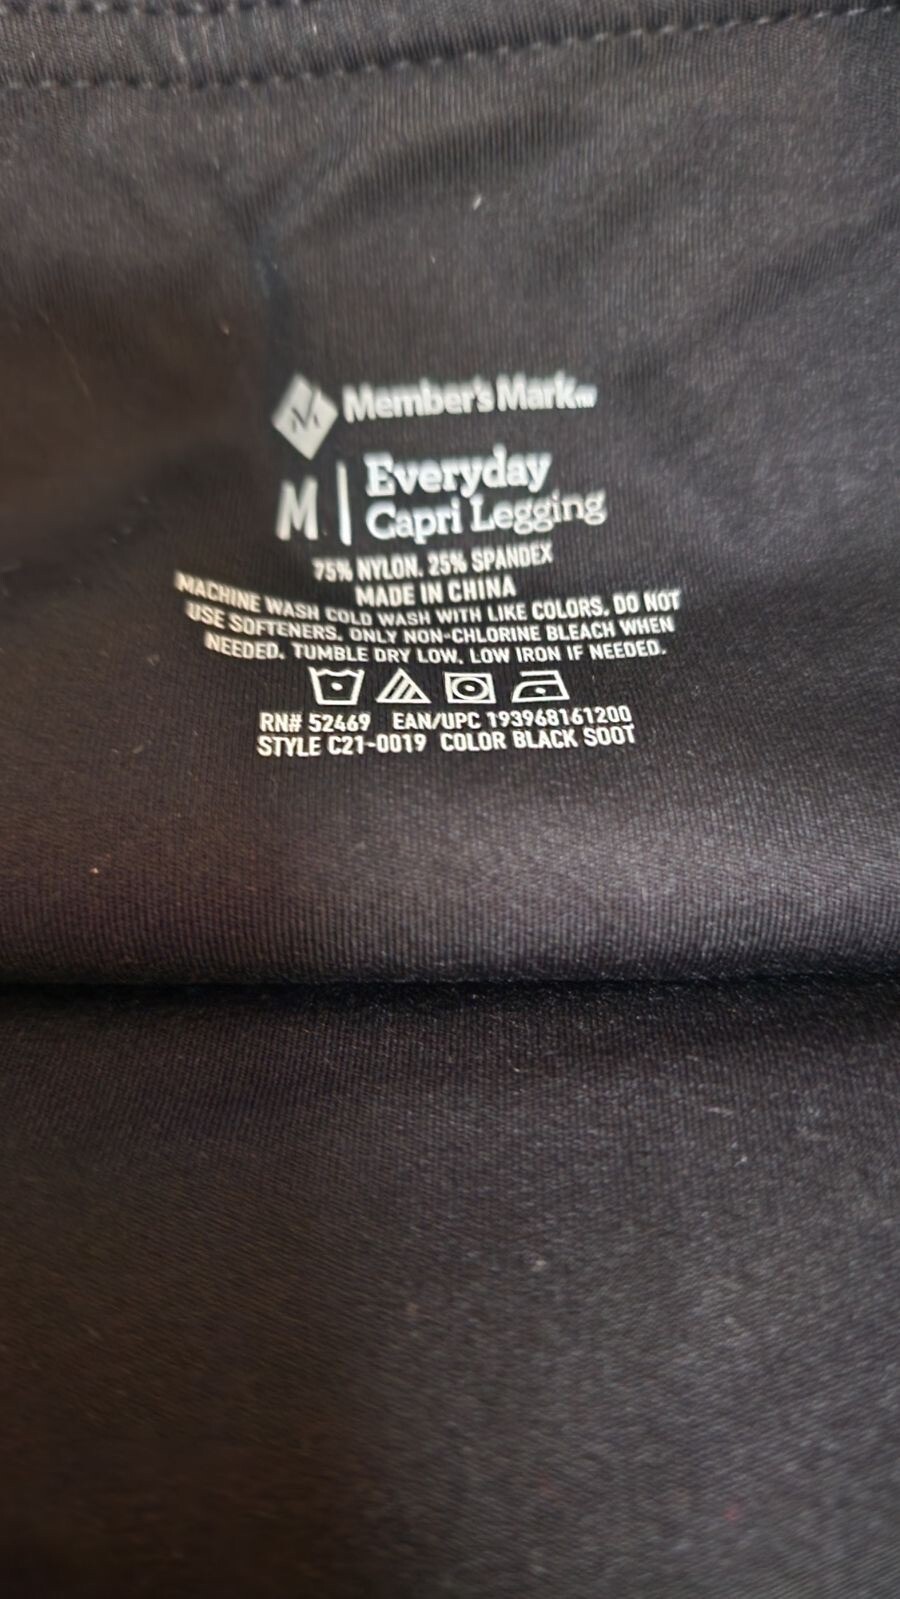 Member's Mark™
M
Everyday
Capri Legging
75% NYLON. 25% SPANDEX
MADE IN CHINA
MACHINE WASH COLD WASH WITH LIKE COLORS. DO NOT
USE SOFTENERS. ONLY NON-CHLORINE BLEACH WHEN
NEEDED. TUMBLE DRY LOW. LOW IRON IF NEEDED.
RN# 52469 EAN/UPC 193968161200
STYLE C21-0019 COLOR BLACK SOOT